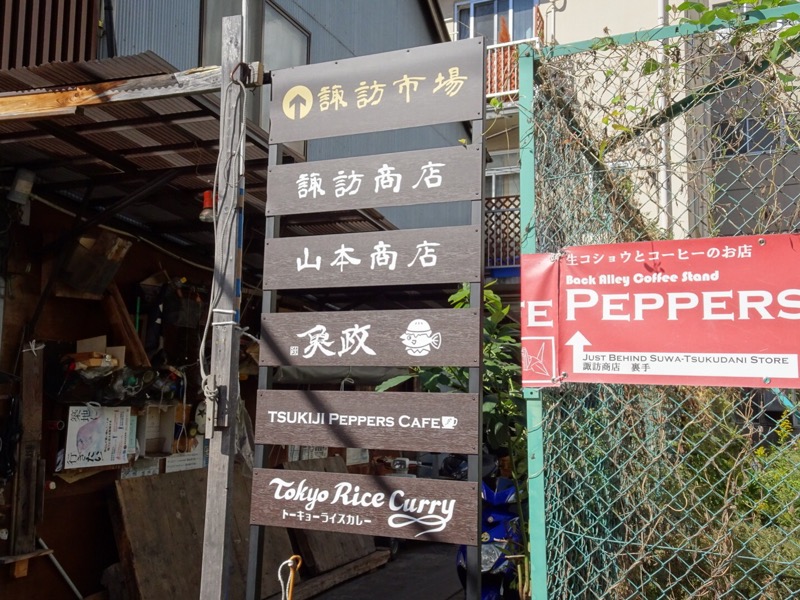 諏訪市場
諏訪商店
山本商店
魚政
TSUKIJI PEPPERS CAFE
Tokyo Rice Curry
トーキョーライスカレー
生コショウとコーヒーのお店
Back Alley Coffee Stand
PEPPERS
JUST BEHIND SUWA-TSUKUDANI STORE
諏訪商店 裏手